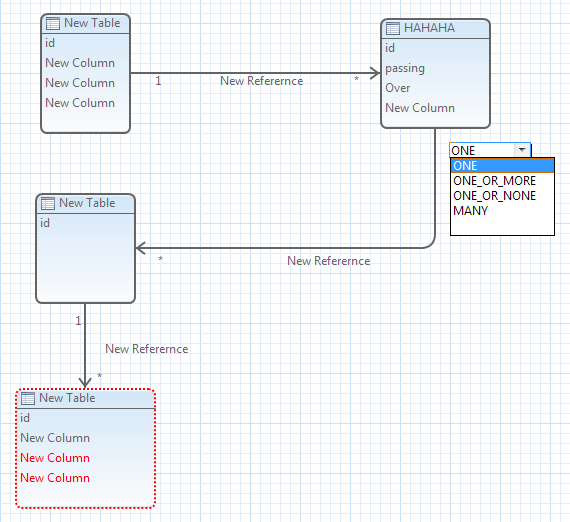 New Table
id
New Column
New Column
New Column
1
New Referernce
*
HAHAHA
id
passing
Over
New Column
ONE
ONE
ONE_OR_MORE
ONE_OR_NONE
MANY
New Table
id
*
New Referernce
1
New Referernce
*
New Table
id
New Column
New Column
New Column